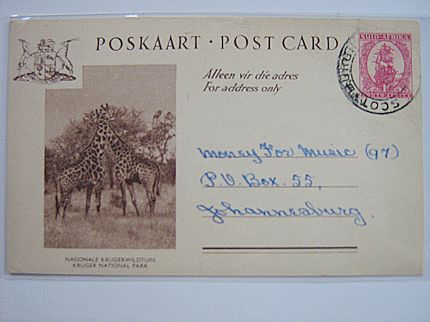 POSKAART · POST CARD
SUID-AFRIKA
Alleen vir die adres
For address only
Money For Music (97)
P.O. Box. 55,
Johannesburg.
NASIONALE KRUGERWILDTUIN
KRUGER NATIONAL PARK